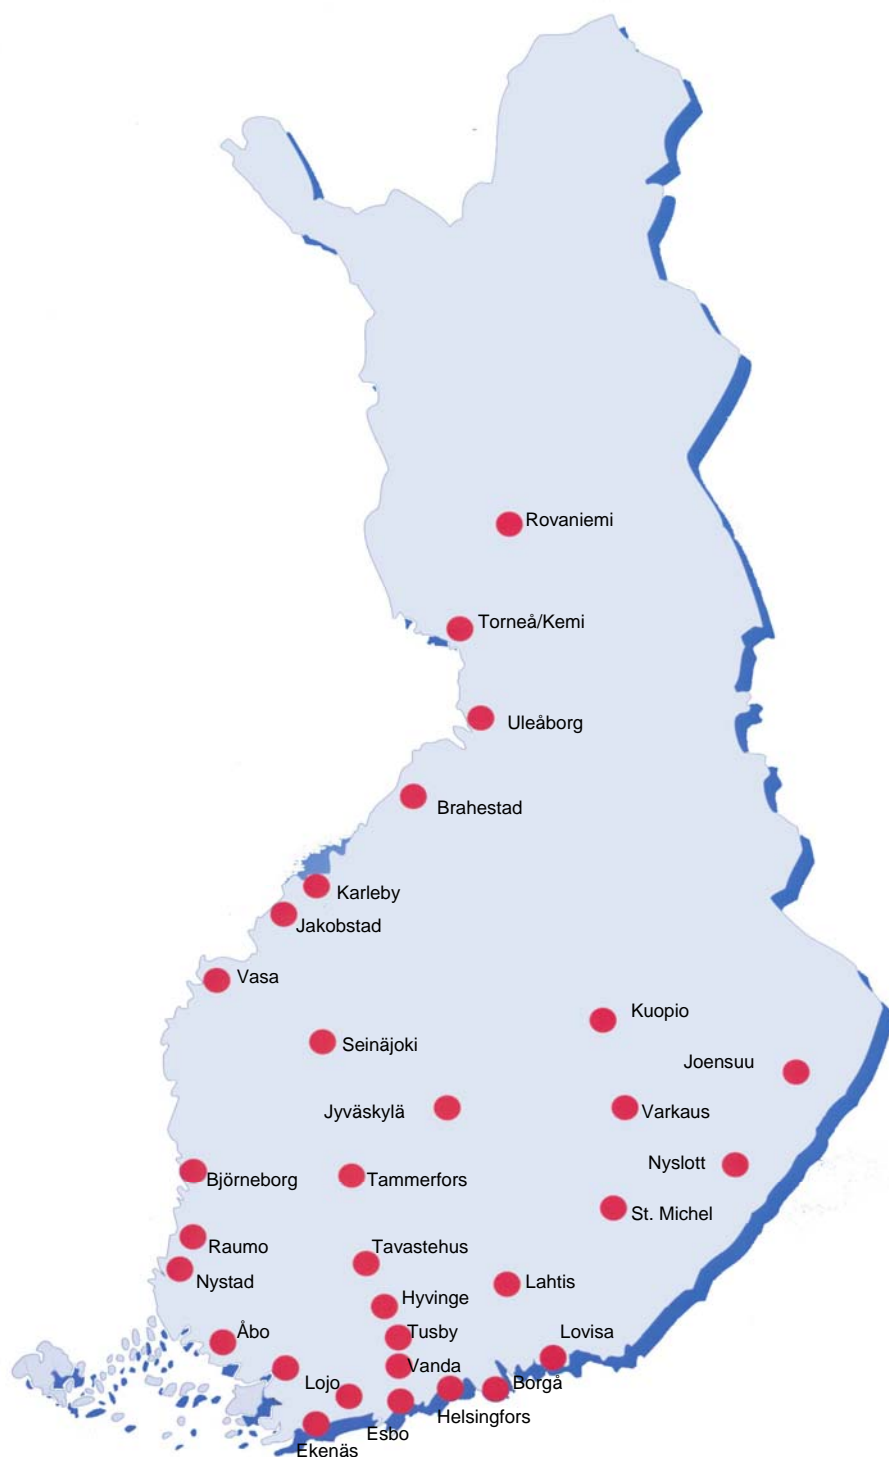 Rovaniemi
Torneå/Kemi
Uleåborg
Brahestad
Karleby
Jakobstad
Vasa
Kuopio
Seinäjoki
Joensuu
Jyväskylä
Varkaus
Nyslott
Björneborg
Tammerfors
St. Michel
Raumo
Tavastehus
Nystad
Lahtis
Hyvinge
Åbo
Tusby
Lovisa
Vanda
Lojo
Borgå
Esbo
Helsingfors
Ekenäs